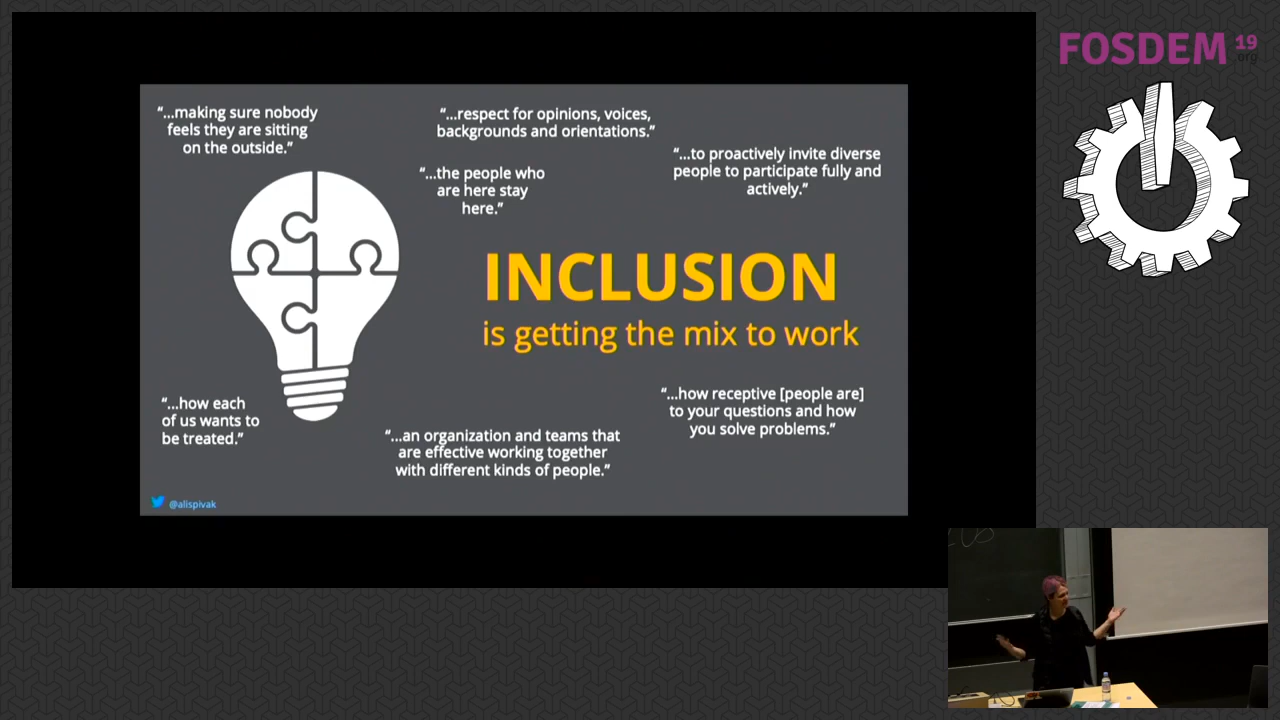 FOSDEM 19
.org
“...making sure nobody
feels they are sitting
on the outside.”
“...respect for opinions, voices,
backgrounds and orientations.”
“...to proactively invite diverse
people to participate fully and
actively.”
“...the people who
are here stay
here.”
INCLUSION
is getting the mix to work
“...how each
of us wants to
be treated.”
“...how receptive [people are]
to your questions and how
you solve problems.”
“...an organization and teams that
are effective working together
with different kinds of people.”
@alispivak